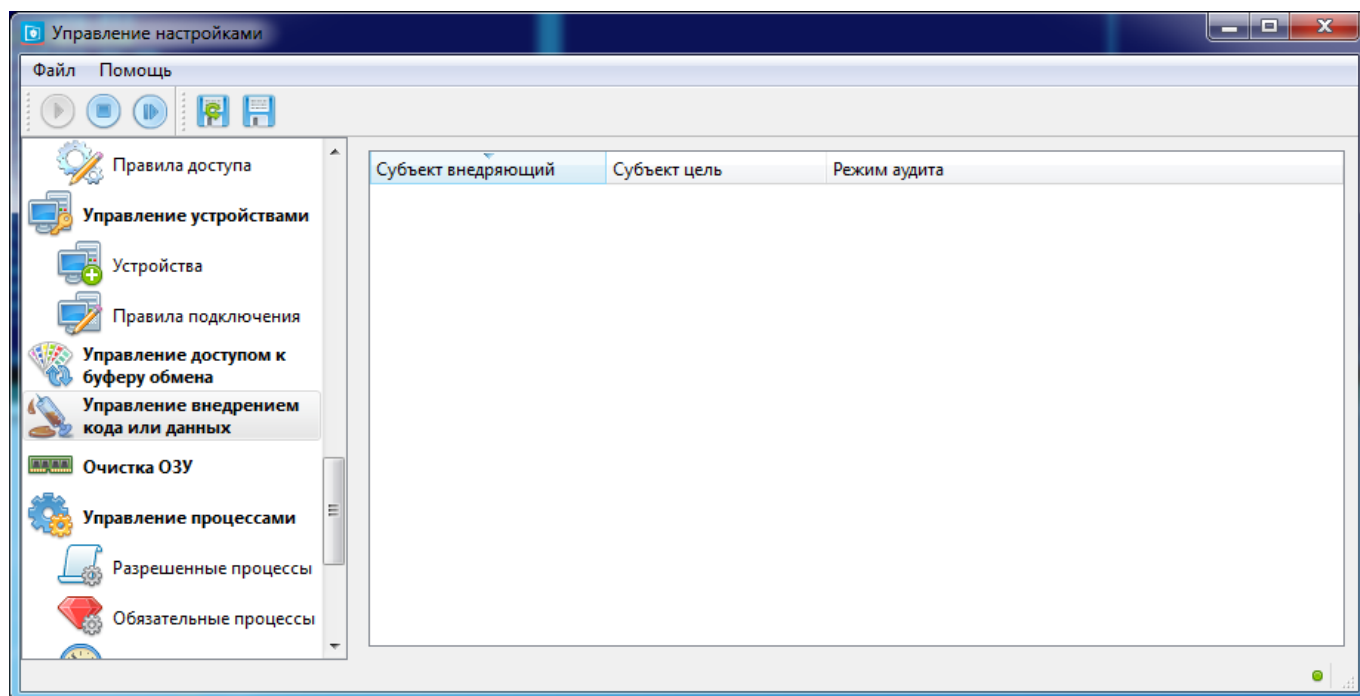 Управление настройками
Файл Помощь
Правила доступа
Управление устройствами
Устройства
Правила подключения
Управление доступом к
буферу обмена
Управление внедрением
кода или данных
Очистка ОЗУ
Управление процессами
Разрешенные процессы
Обязательные процессы
Субъект внедряющий Субъект цель Режим аудита